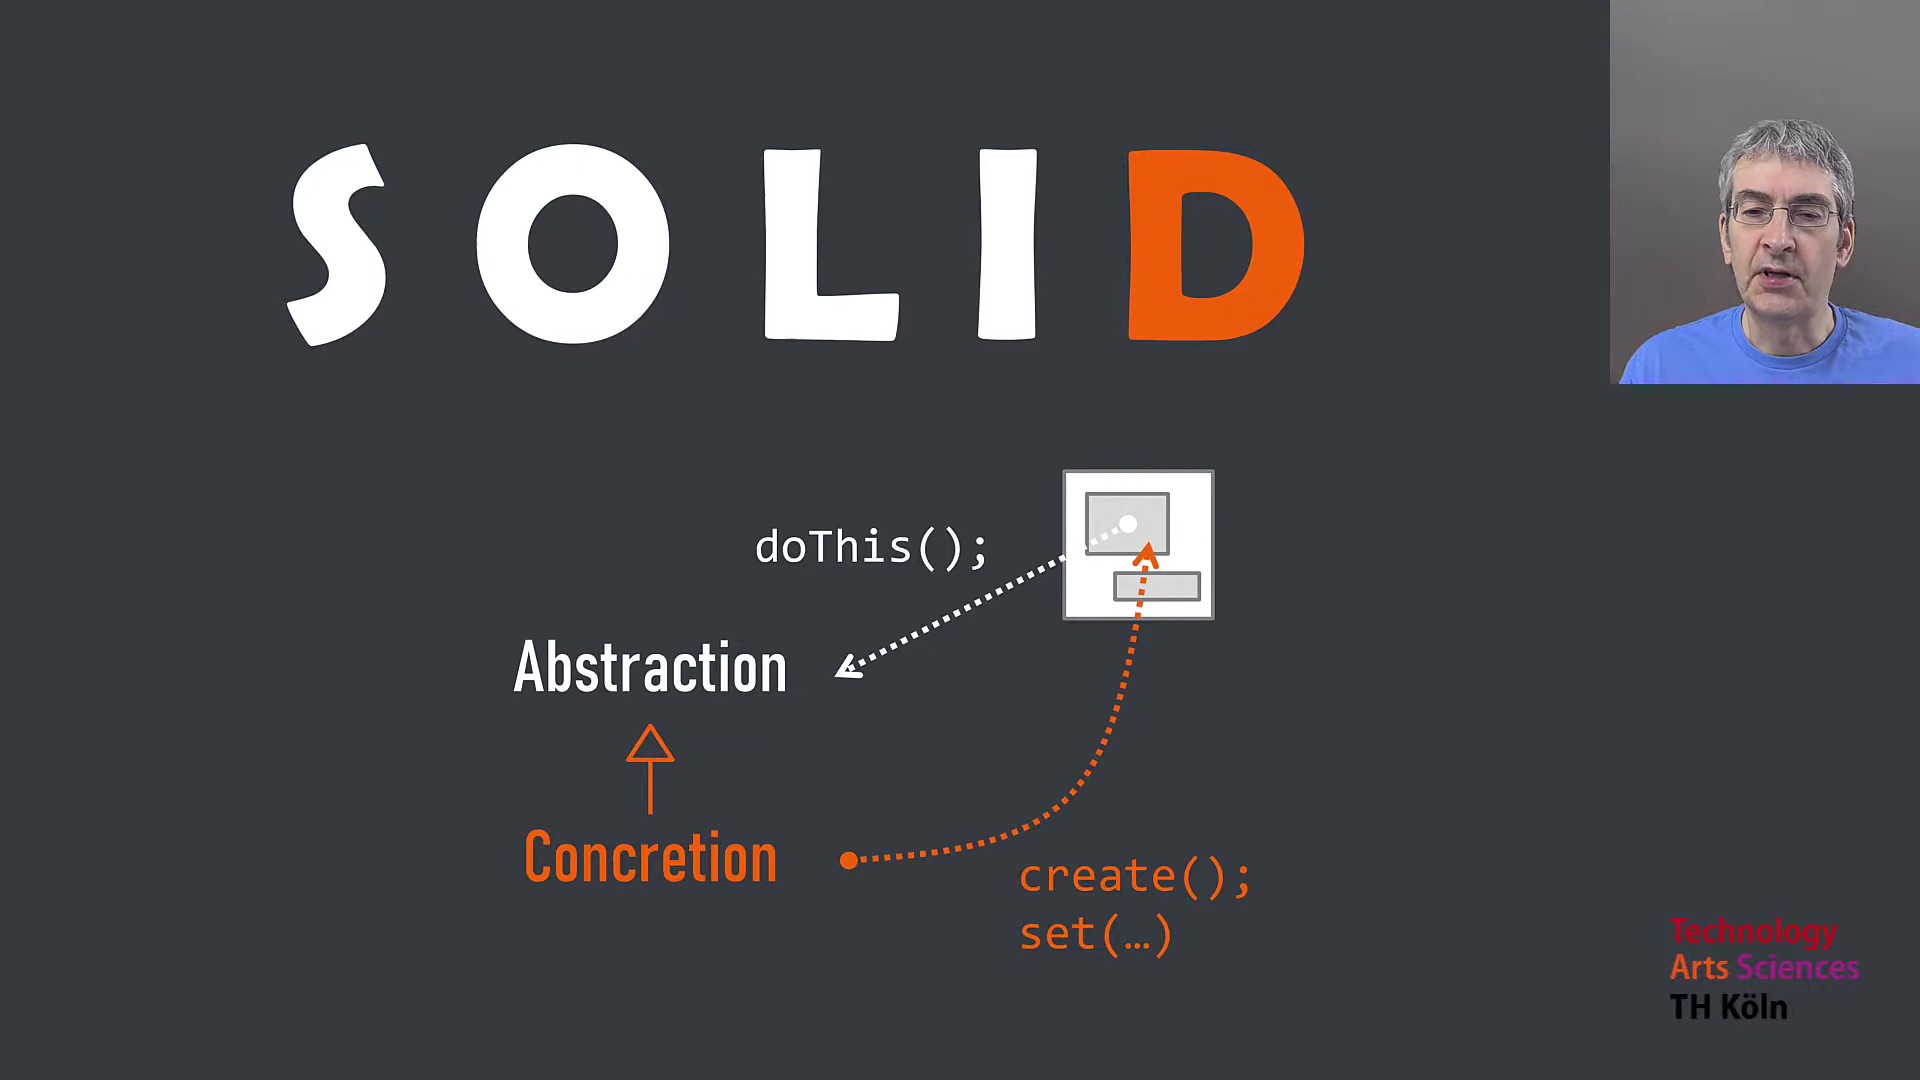 SOLID
doThis();
Abstraction
Concretion
create();
set(…)
Technology
Arts Sciences
TH Köln